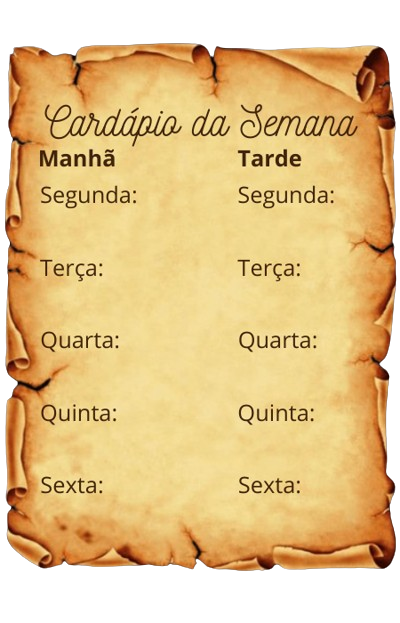 Cardápio da Semana
Manhã Tarde
Segunda: Segunda:
Terça: Terça:
Quarta: Quarta:
Quinta: Quinta:
Sexta: Sexta: